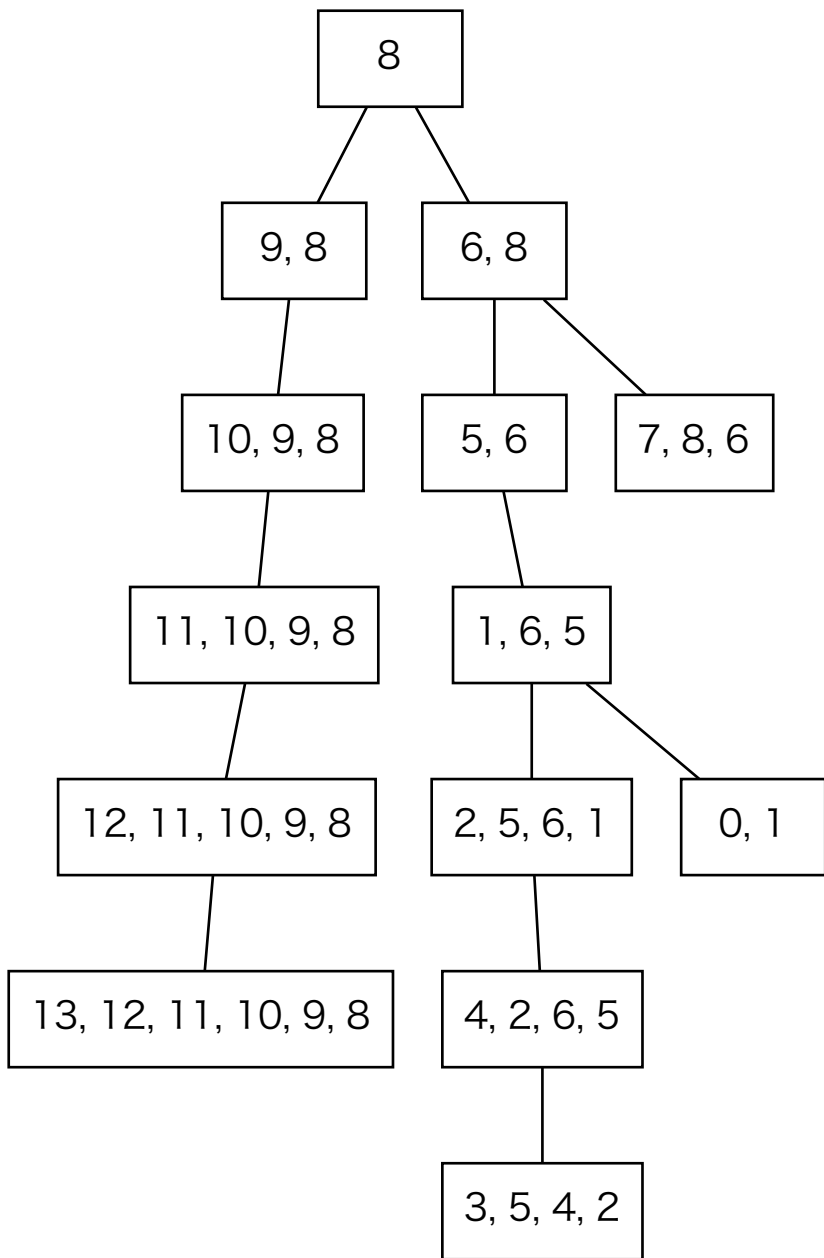 8
9, 8
6, 8
10, 9, 8
5, 6
7, 8, 6
11, 10, 9, 8
1, 6, 5
12, 11, 10, 9, 8
2, 5, 6, 1
0, 1
13, 12, 11, 10, 9, 8
4, 2, 6, 5
3, 5, 4, 2